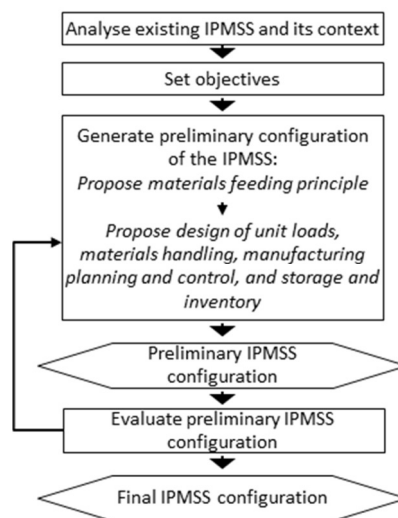 Analyse existing IPMSS and its context
Set objectives
Generate preliminary configuration
of the IPMSS:
Propose materials feeding principle
Propose design of unit loads,
materials handling, manufacturing
planning and control, and storage and
inventory
Preliminary IPMSS
configuration
Evaluate preliminary IPMSS
configuration
Final IPMSS configuration